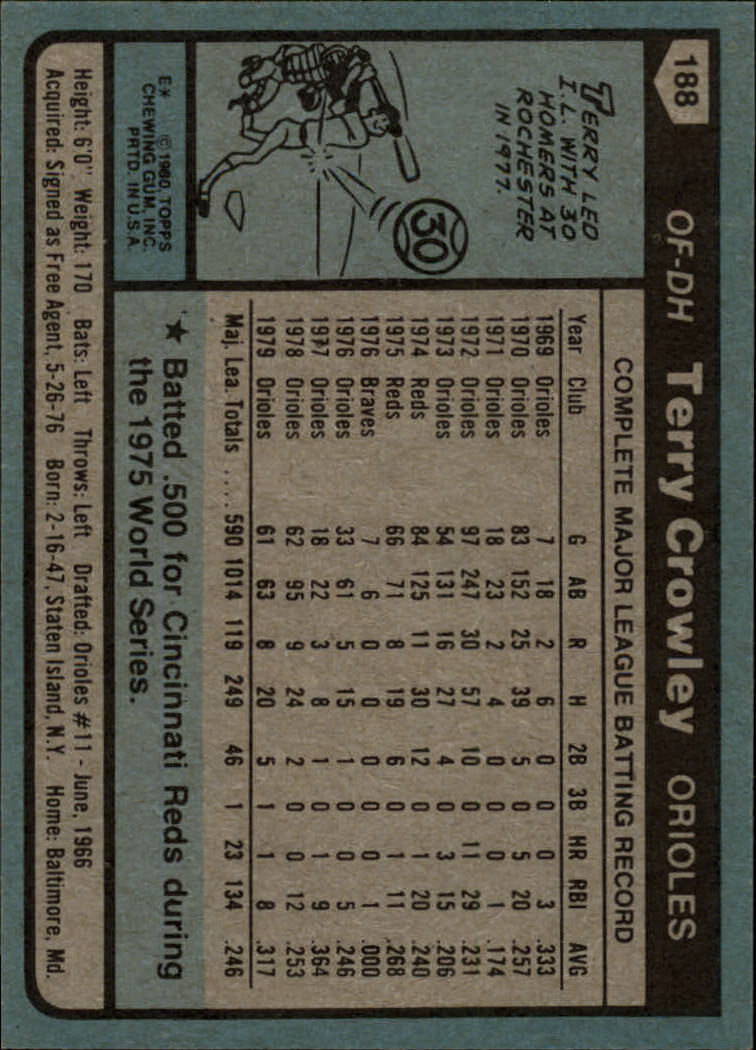 188 OF-DH Terry Crowley ORIOLES
TERRY LED
I.L. WITH 30
HOMERS AT
ROCHESTER
IN 1977.
30
E* ©1980 TOPPS
CHEWING GUM, INC.
PRTD. IN U.S.A.
COMPLETE MAJOR LEAGUE BATTING RECORD
Year Club G AB R H 2B 3B HR RBI AVG
1969 Orioles 7 18 2 6 0 0 0 3 .333
1970 Orioles 83 152 25 39 5 0 5 20 .257
1971 Orioles 18 23 2 4 0 0 0 1 .174
1972 Orioles 97 247 30 57 10 0 11 29 .231
1973 Orioles 54 131 16 27 4 0 3 15 .206
1974 Reds 84 125 11 30 12 0 1 20 .240
1975 Reds 66 71 8 19 6 0 1 11 .268
1976 Braves 7 6 0 0 0 0 0 1 .000
1976 Orioles 33 61 5 15 1 0 0 5 .246
1977 Orioles 18 22 3 8 1 0 1 9 .364
1978 Orioles 62 95 9 24 2 0 0 12 .253
1979 Orioles 61 63 8 20 5 1 1 8 .317
Maj. Lea. Totals . . . . 590 1014 119 249 46 1 23 134 .246
★ Batted .500 for Cincinnati Reds during
the 1975 World Series.
Height: 6'0" Weight: 170 Bats: Left Throws: Left Drafted: Orioles #11 - June, 1966
Acquired: Signed as Free Agent, 5-26-76 Born: 2-16-47, Staten Island, N.Y. Home: Baltimore, Md.